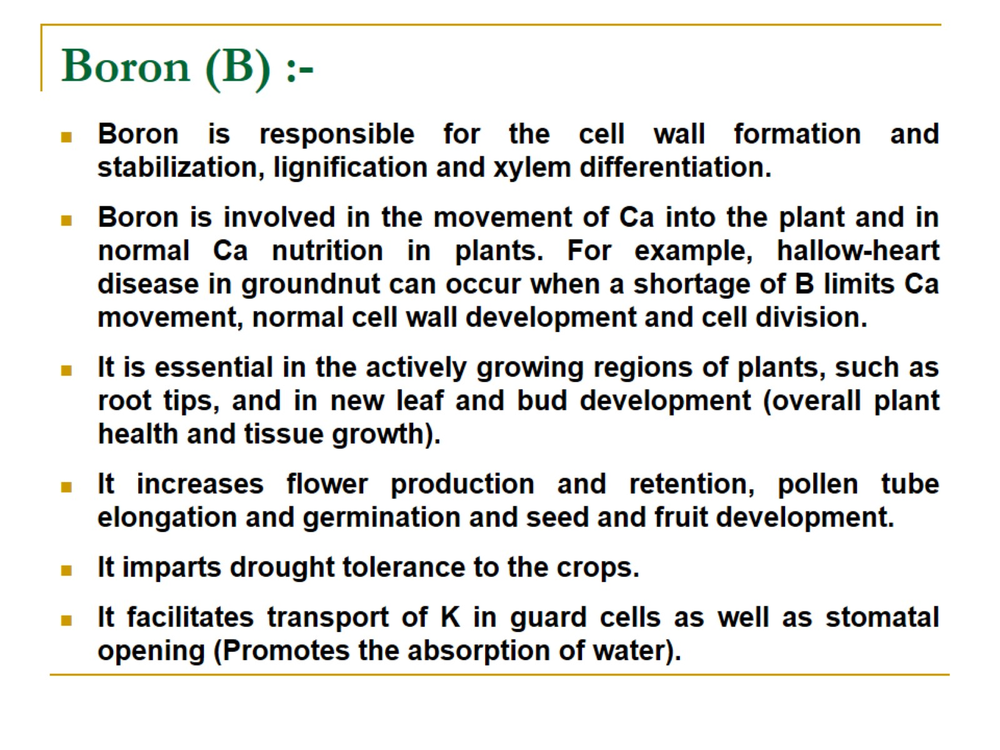 Boron (B) :-
Boron is responsible for the cell wall formation and
stabilization, lignification and xylem differentiation.
Boron is involved in the movement of Ca into the plant and in
normal Ca nutrition in plants. For example, hallow-heart
disease in groundnut can occur when a shortage of B limits Ca
movement, normal cell wall development and cell division.
It is essential in the actively growing regions of plants, such as
root tips, and in new leaf and bud development (overall plant
health and tissue growth).
It increases flower production and retention, pollen tube
elongation and germination and seed and fruit development.
It imparts drought tolerance to the crops.
It facilitates transport of K in guard cells as well as stomatal
opening (Promotes the absorption of water).